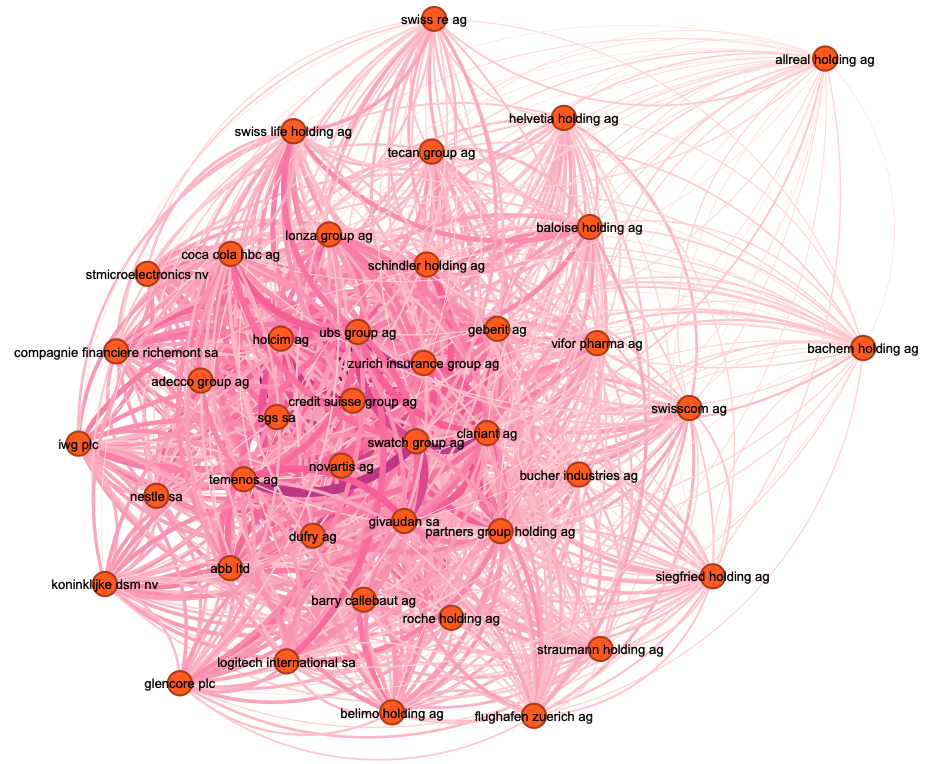 swiss re ag
allreal holding ag
helvetia holding ag
swiss life holding ag
tecan group ag
baloise holding ag
lonza group ag
coca cola hbc ag
schindler holding ag
stmicroelectronics nv
geberit ag
ubs group ag
holcim ag
vifor pharma ag
bachem holding ag
compagnie financiere richemont sa
zurich insurance group ag
adecco group ag
credit suisse group ag
swisscom ag
sgs sa
clariant ag
swatch group ag
iwg plc
novartis ag
bucher industries ag
temenos ag
nestle sa
givaudan sa
partners group holding ag
dufry ag
abb ltd
siegfried holding ag
koninklijke dsm nv
barry callebaut ag
roche holding ag
straumann holding ag
logitech international sa
glencore plc
belimo holding ag
flughafen zuerich ag